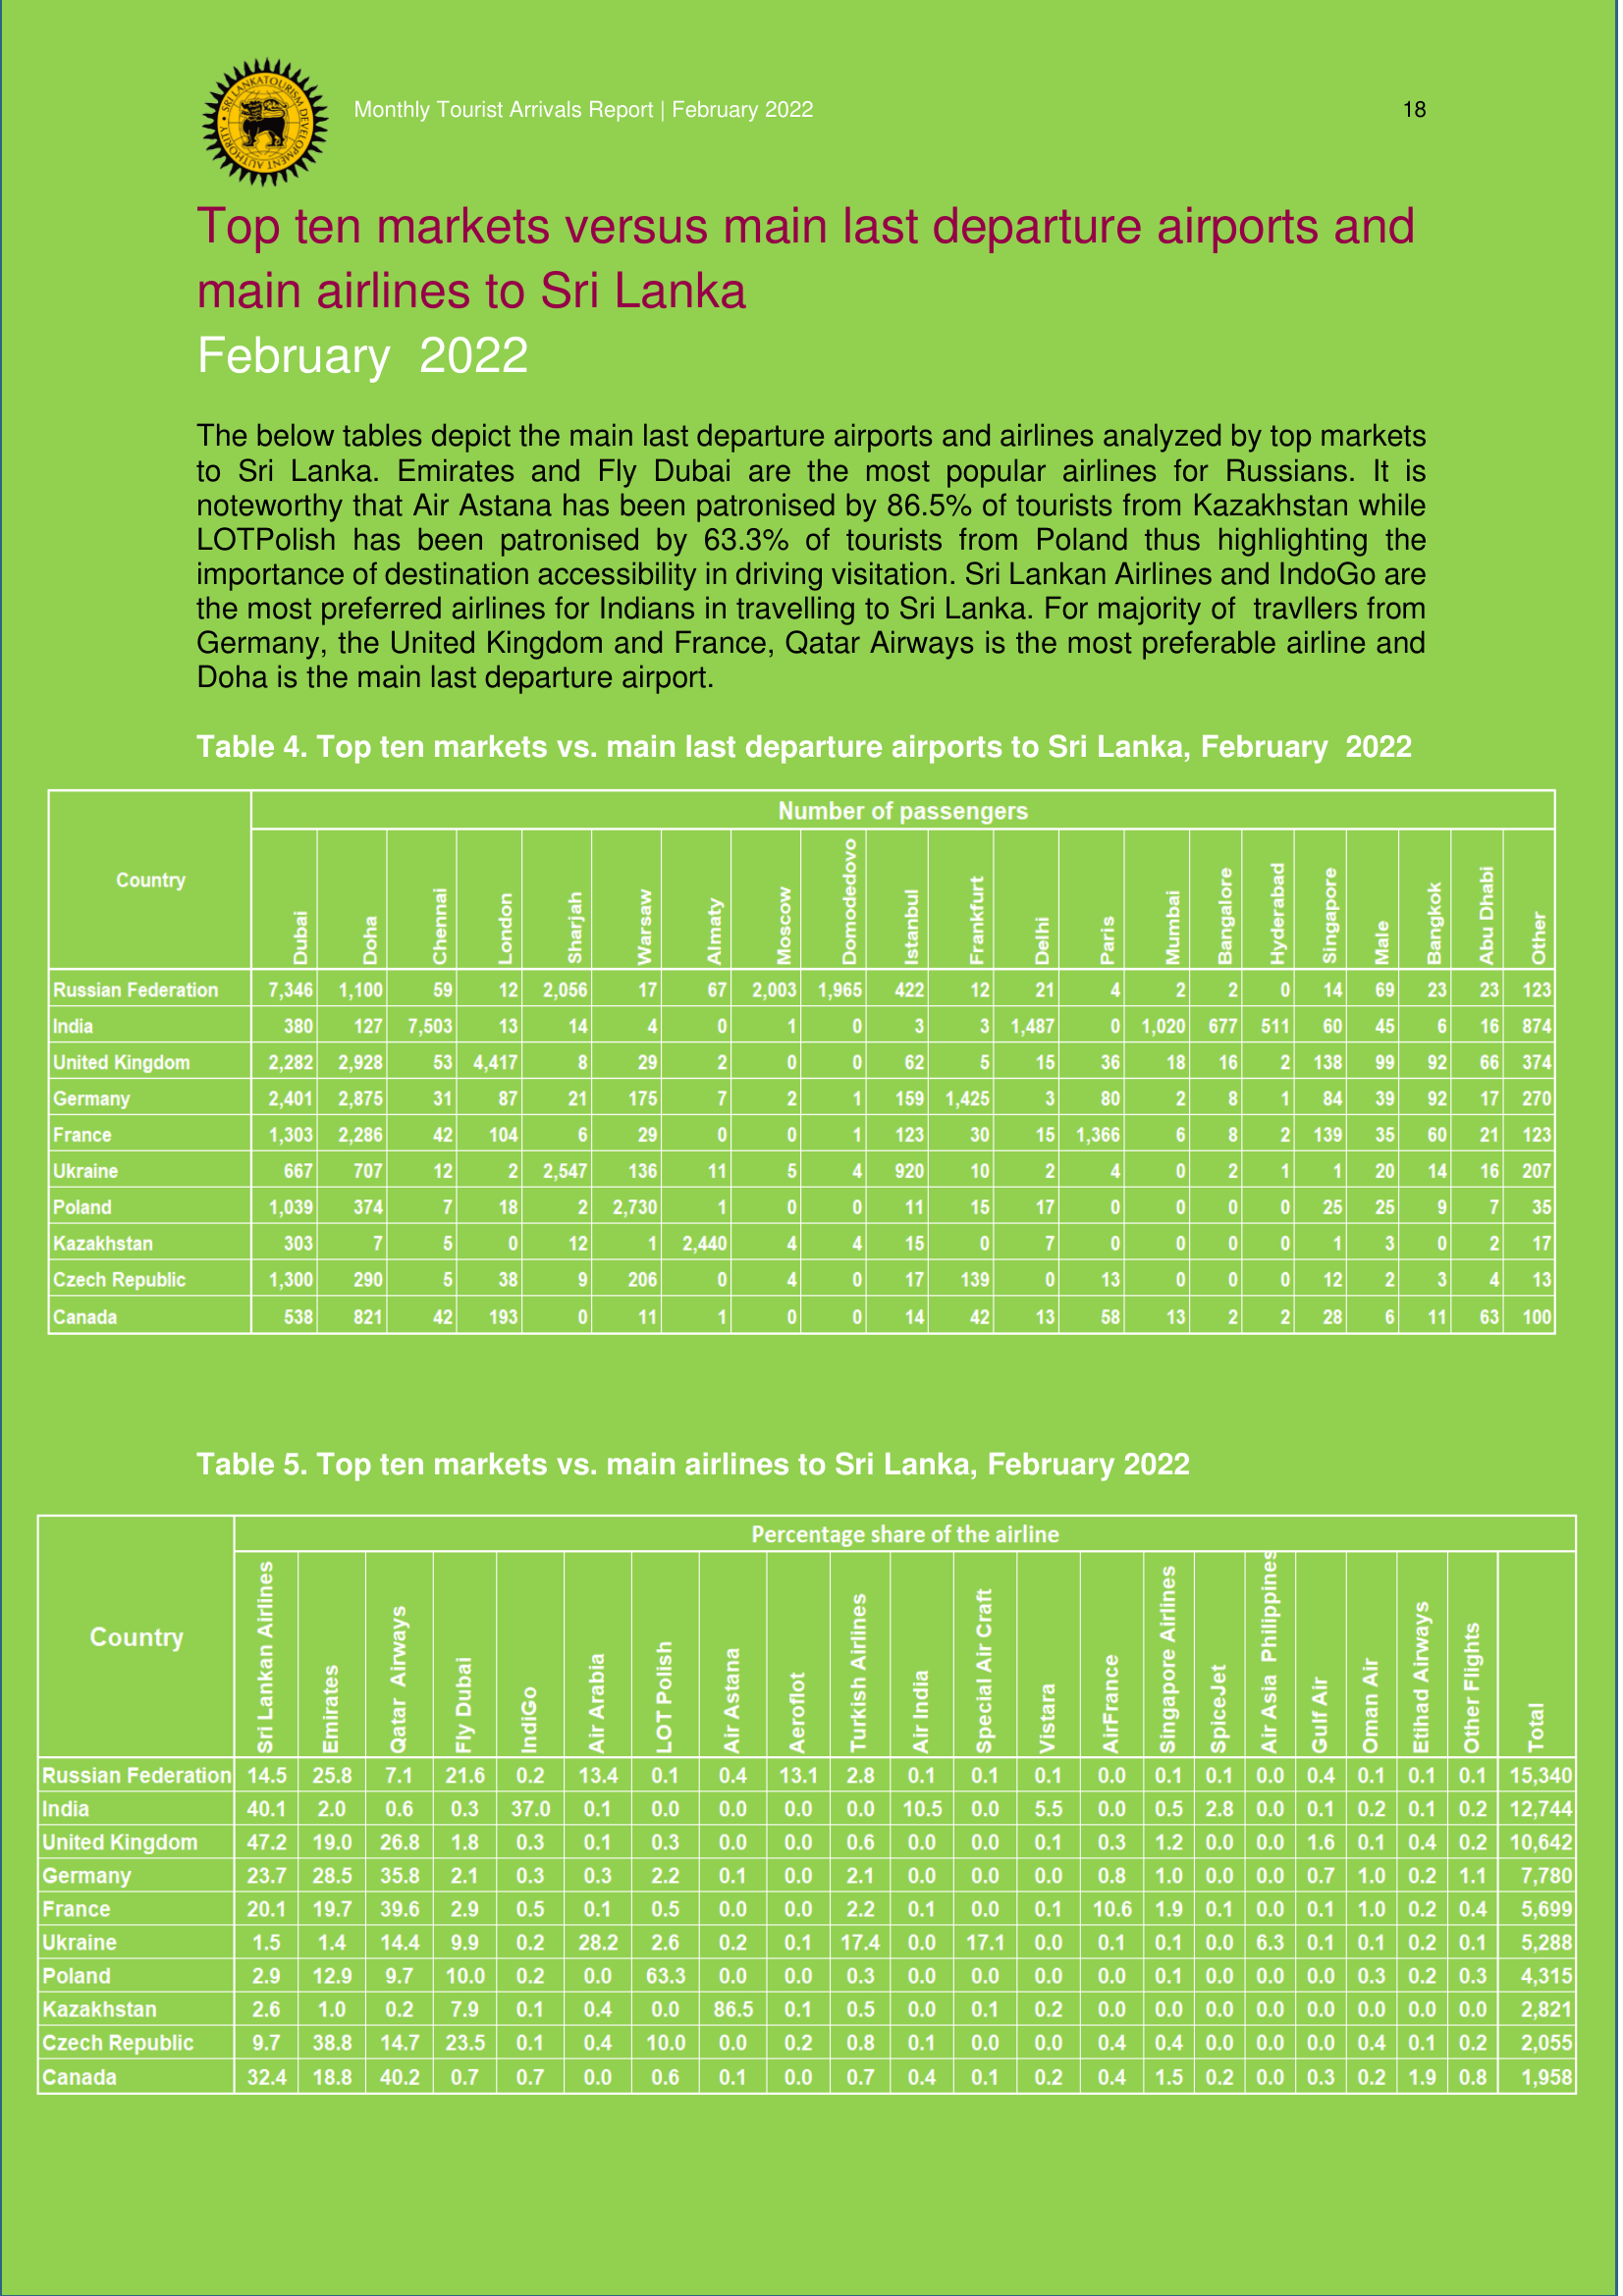 SRI LANKA TOURISM DEVELOPMENT AUTHORITY
Monthly Tourist Arrivals Report | February 2022 18
Top ten markets versus main last departure airports and
main airlines to Sri Lanka
February 2022
The below tables depict the main last departure airports and airlines analyzed by top markets
to Sri Lanka. Emirates and Fly Dubai are the most popular airlines for Russians. It is
noteworthy that Air Astana has been patronised by 86.5% of tourists from Kazakhstan while
LOTPolish has been patronised by 63.3% of tourists from Poland thus highlighting the
importance of destination accessibility in driving visitation. Sri Lankan Airlines and IndoGo are
the most preferred airlines for Indians in travelling to Sri Lanka. For majority of travllers from
Germany, the United Kingdom and France, Qatar Airways is the most preferable airline and
Doha is the main last departure airport.
Table 4. Top ten markets vs. main last departure airports to Sri Lanka, February 2022
Number of passengers
Country Dubai Doha Chennai London Sharjah Warsaw Almaty Moscow Domodedovo Istanbul Frankfurt Delhi Paris Mumbai Bangalore Hyderabad Singapore Male Bangkok Abu Dhabi Other
Russian Federation 7,346 1,100 59 12 2,056 17 67 2,003 1,965 422 12 21 4 2 2 0 14 69 23 23 123
India 380 127 7,503 13 14 4 0 1 0 3 3 1,487 0 1,020 677 511 60 45 6 16 874
United Kingdom 2,282 2,928 53 4,417 8 29 2 0 0 62 5 15 36 18 16 2 138 99 92 66 374
Germany 2,401 2,875 31 87 21 175 7 2 1 159 1,425 3 80 2 8 1 84 39 92 17 270
France 1,303 2,286 42 104 6 29 0 0 1 123 30 15 1,366 6 8 2 139 35 60 21 123
Ukraine 667 707 12 2 2,547 136 11 5 4 920 10 2 4 0 2 1 1 20 14 16 207
Poland 1,039 374 7 18 2 2,730 1 0 0 11 15 17 0 0 0 0 25 25 9 7 35
Kazakhstan 303 7 5 0 12 1 2,440 4 4 15 0 7 0 0 0 0 1 3 0 2 17
Czech Republic 1,300 290 5 38 9 206 0 4 0 17 139 0 13 0 0 0 12 2 3 4 13
Canada 538 821 42 193 0 11 1 0 0 14 42 13 58 13 2 2 28 6 11 63 100
Table 5. Top ten markets vs. main airlines to Sri Lanka, February 2022
Percentage share of the airline
Country Sri Lankan Airlines Emirates Qatar Airways Fly Dubai IndiGo Air Arabia LOT Polish Air Astana Aeroflot Turkish Airlines Air India Special Air Craft Vistara AirFrance Singapore Airlines SpiceJet Air Asia Philippines Gulf Air Oman Air Etihad Airways Other Flights Total
Russian Federation 14.5 25.8 7.1 21.6 0.2 13.4 0.1 0.4 13.1 2.8 0.1 0.1 0.1 0.0 0.1 0.1 0.0 0.4 0.1 0.1 0.1 15,340
India 40.1 2.0 0.6 0.3 37.0 0.1 0.0 0.0 0.0 0.0 10.5 0.0 5.5 0.0 0.5 2.8 0.0 0.1 0.2 0.1 0.2 12,744
United Kingdom 47.2 19.0 26.8 1.8 0.3 0.1 0.3 0.0 0.0 0.6 0.0 0.0 0.1 0.3 1.2 0.0 0.0 1.6 0.1 0.4 0.2 10,642
Germany 23.7 28.5 35.8 2.1 0.3 0.3 2.2 0.1 0.0 2.1 0.0 0.0 0.0 0.8 1.0 0.0 0.0 0.7 1.0 0.2 1.1 7,780
France 20.1 19.7 39.6 2.9 0.5 0.1 0.5 0.0 0.0 2.2 0.1 0.0 0.1 10.6 1.9 0.1 0.0 0.1 1.0 0.2 0.4 5,699
Ukraine 1.5 1.4 14.4 9.9 0.2 28.2 2.6 0.2 0.1 17.4 0.0 17.1 0.0 0.1 0.1 0.0 6.3 0.1 0.1 0.2 0.1 5,288
Poland 2.9 12.9 9.7 10.0 0.2 0.0 63.3 0.0 0.0 0.3 0.0 0.0 0.0 0.0 0.1 0.0 0.0 0.0 0.3 0.2 0.3 4,315
Kazakhstan 2.6 1.0 0.2 7.9 0.1 0.4 0.0 86.5 0.1 0.5 0.0 0.1 0.2 0.0 0.0 0.0 0.0 0.0 0.0 0.0 0.0 2,821
Czech Republic 9.7 38.8 14.7 23.5 0.1 0.4 10.0 0.0 0.2 0.8 0.1 0.0 0.0 0.4 0.4 0.0 0.0 0.0 0.4 0.1 0.2 2,055
Canada 32.4 18.8 40.2 0.7 0.7 0.0 0.6 0.1 0.0 0.7 0.4 0.1 0.2 0.4 1.5 0.2 0.0 0.3 0.2 1.9 0.8 1,958